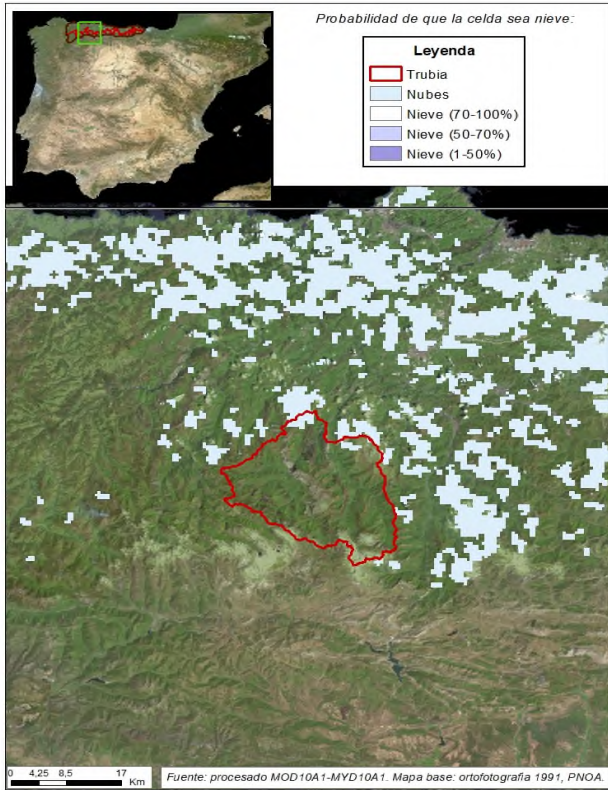 Probabilidad de que la celda sea nieve:
Leyenda
Trubia
Nubes
Nieve (70-100%)
Nieve (50-70%)
Nieve (1-50%)
0 4,25 8,5 17
Km
Fuente: procesado MOD10A1-MYD10A1. Mapa base: ortofotografia 1991, PNOA.